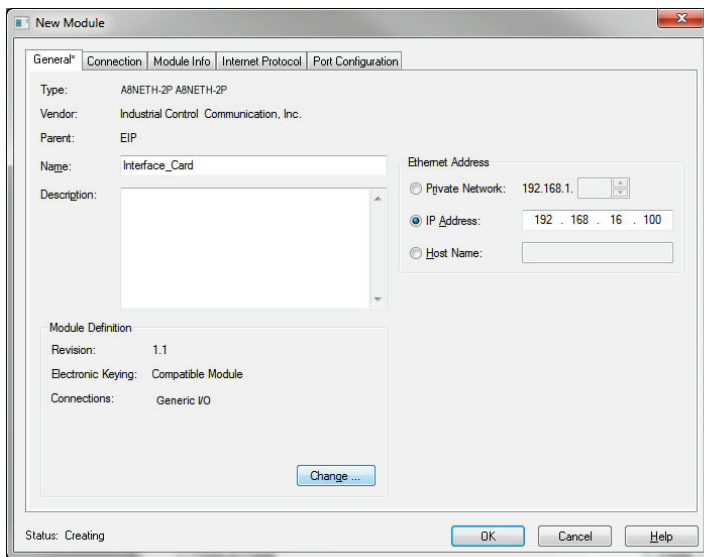 New Module
General* Connection Module Info Internet Protocol Port Configuration
Type: A8NETH-2P A8NETH-2P
Vendor: Industrial Control Communication, Inc.
Parent: EIP
Name: Interface_Card
Description:
Ethernet Address
Private Network: 192.168.1.
IP Address: 192 . 168 . 16 . 100
Host Name:
Module Definition
Revision: 1.1
Electronic Keying: Compatible Module
Connections: Generic I/O
Change ...
Status: Creating
OK Cancel Help